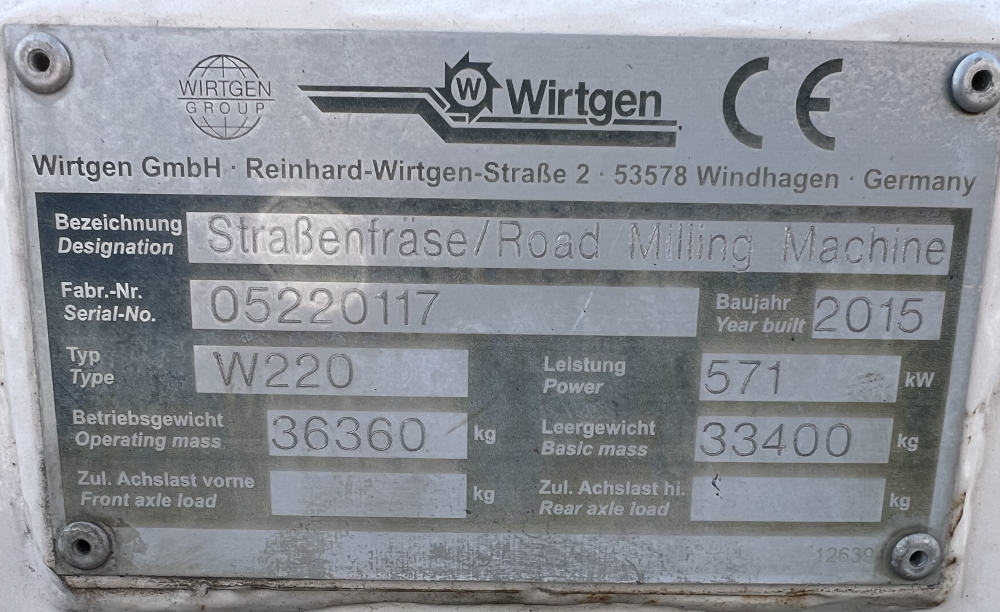 WIRTGEN
GROUP
W
Wirtgen
CE
Wirtgen GmbH · Reinhard-Wirtgen-Straße 2 · 53578 Windhagen · Germany
Bezeichnung
Designation
Straßenfräse/Road Milling Machine
Fabr.-Nr.
Serial-No.
05220117
Baujahr
Year built
2015
Typ
Type
W220
Leistung
Power
571
kW
Betriebsgewicht
Operating mass
36360
kg
Leergewicht
Basic mass
33400
kg
Zul. Achslast vorne
Front axle load
kg
Zul. Achslast hi.
Rear axle load
kg